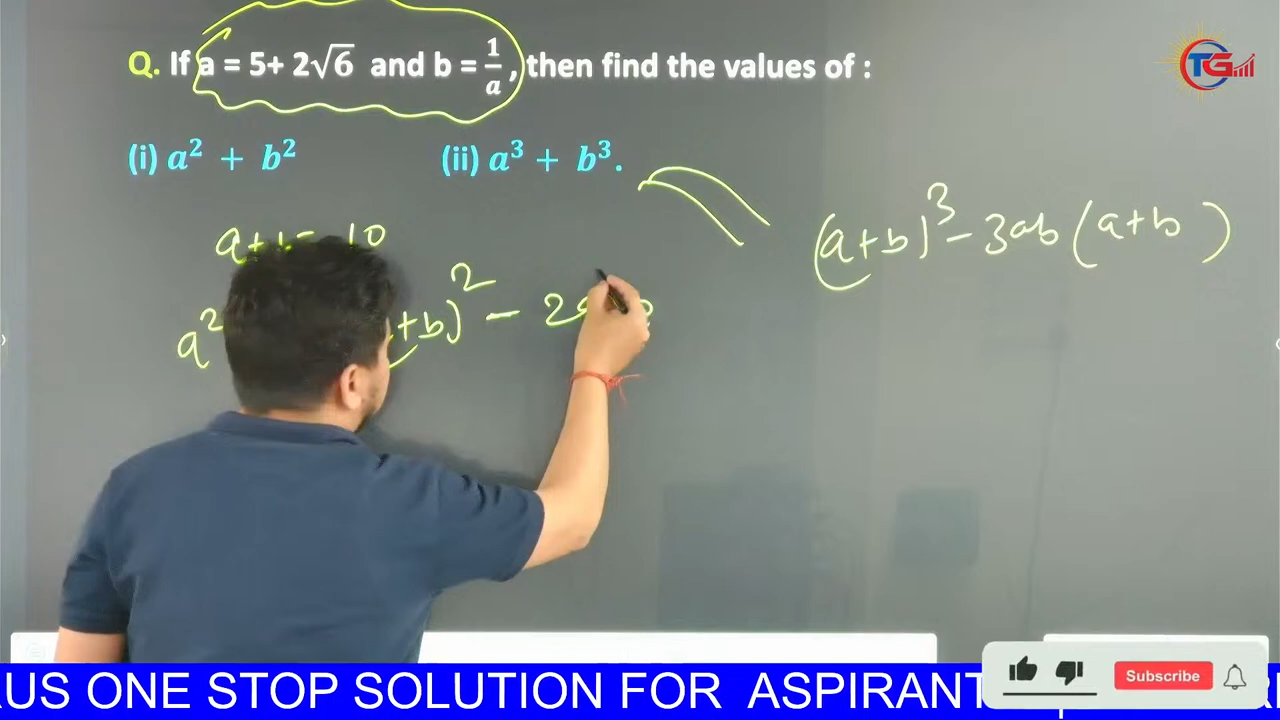 Q. If a = 5+ 2√6 and b = 1/a, then find the values of :
TG
(i) a² + b² (ii) a³ + b³.
(a+b)³ - 3ab (a+b)
= 10
a² +b)² - 2
US ONE STOP SOLUTION FOR ASPIRANT
Subscribe